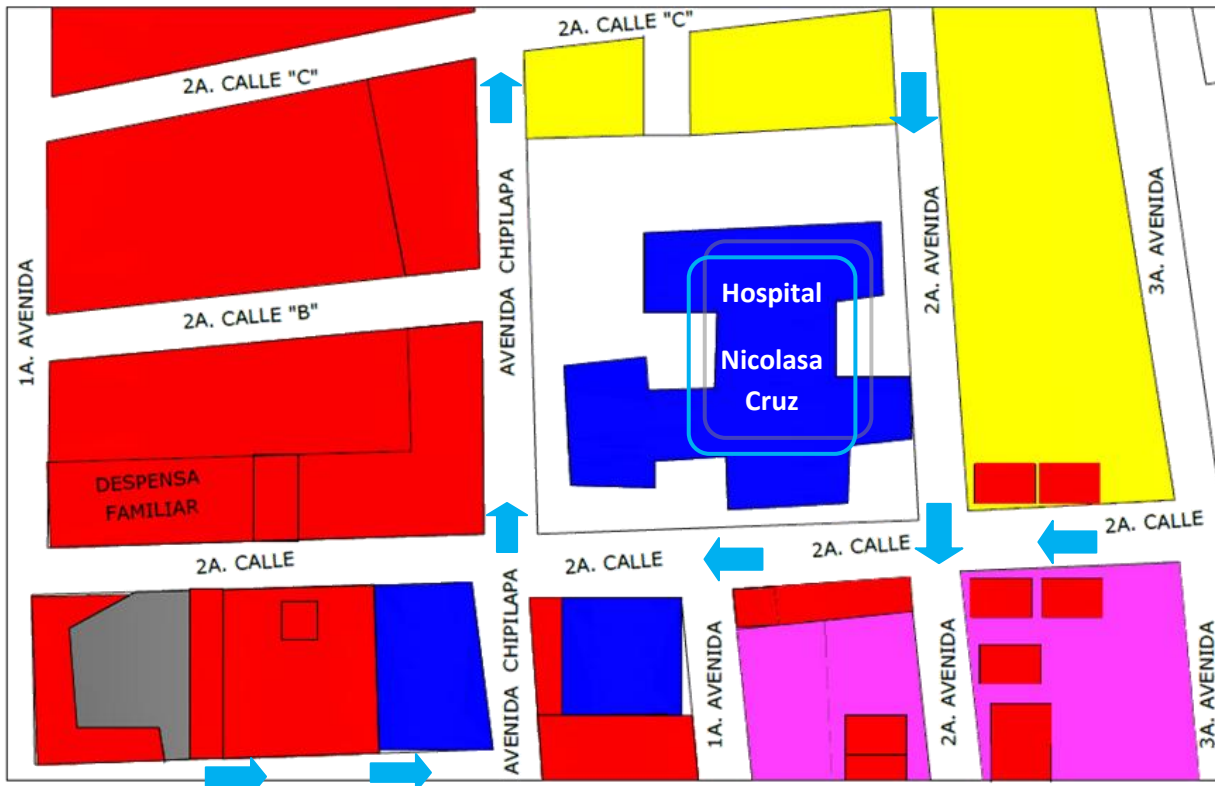 2A. CALLE "C"
2A. CALLE "C"
AVENIDA CHIPILAPA
2A. AVENIDA
3A. AVENIDA
1A. AVENIDA
2A. CALLE "B"
Hospital
Nicolasa
Cruz
DESPENSA
FAMILIAR
2A. CALLE
2A. CALLE
2A. CALLE
2A. CALLE
AVENIDA CHIPILAPA
1A. AVENIDA
2A. AVENIDA
3A. AVENIDA